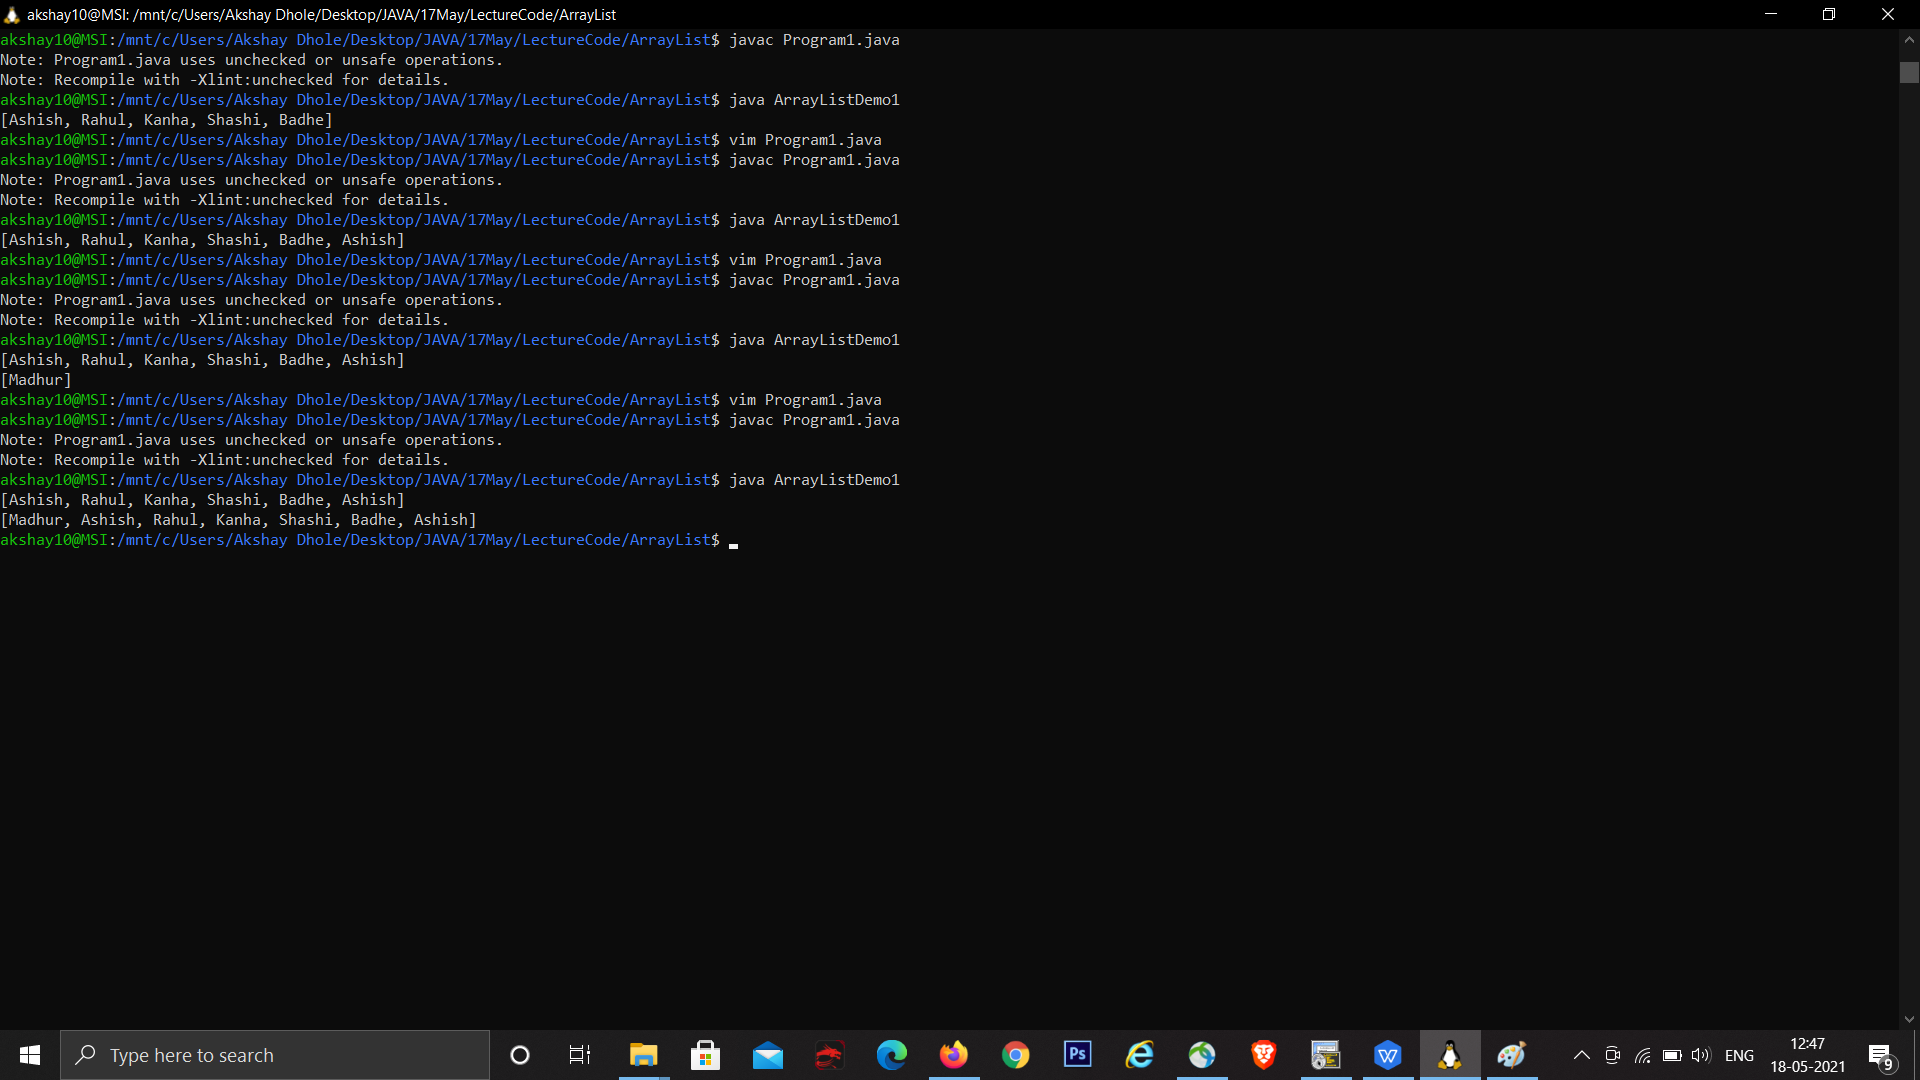 akshay10@MSI: /mnt/c/Users/Akshay Dhole/Desktop/JAVA/17May/LectureCode/ArrayList
akshay10@MSI:/mnt/c/Users/Akshay Dhole/Desktop/JAVA/17May/LectureCode/ArrayList$ javac Program1.java
Note: Program1.java uses unchecked or unsafe operations.
Note: Recompile with -Xlint:unchecked for details.
akshay10@MSI:/mnt/c/Users/Akshay Dhole/Desktop/JAVA/17May/LectureCode/ArrayList$ java ArrayListDemo1
[Ashish, Rahul, Kanha, Shashi, Badhe]
akshay10@MSI:/mnt/c/Users/Akshay Dhole/Desktop/JAVA/17May/LectureCode/ArrayList$ vim Program1.java
akshay10@MSI:/mnt/c/Users/Akshay Dhole/Desktop/JAVA/17May/LectureCode/ArrayList$ javac Program1.java
Note: Program1.java uses unchecked or unsafe operations.
Note: Recompile with -Xlint:unchecked for details.
akshay10@MSI:/mnt/c/Users/Akshay Dhole/Desktop/JAVA/17May/LectureCode/ArrayList$ java ArrayListDemo1
[Ashish, Rahul, Kanha, Shashi, Badhe, Ashish]
akshay10@MSI:/mnt/c/Users/Akshay Dhole/Desktop/JAVA/17May/LectureCode/ArrayList$ vim Program1.java
akshay10@MSI:/mnt/c/Users/Akshay Dhole/Desktop/JAVA/17May/LectureCode/ArrayList$ javac Program1.java
Note: Program1.java uses unchecked or unsafe operations.
Note: Recompile with -Xlint:unchecked for details.
akshay10@MSI:/mnt/c/Users/Akshay Dhole/Desktop/JAVA/17May/LectureCode/ArrayList$ java ArrayListDemo1
[Ashish, Rahul, Kanha, Shashi, Badhe, Ashish]
[Madhur]
akshay10@MSI:/mnt/c/Users/Akshay Dhole/Desktop/JAVA/17May/LectureCode/ArrayList$ vim Program1.java
akshay10@MSI:/mnt/c/Users/Akshay Dhole/Desktop/JAVA/17May/LectureCode/ArrayList$ javac Program1.java
Note: Program1.java uses unchecked or unsafe operations.
Note: Recompile with -Xlint:unchecked for details.
akshay10@MSI:/mnt/c/Users/Akshay Dhole/Desktop/JAVA/17May/LectureCode/ArrayList$ java ArrayListDemo1
[Ashish, Rahul, Kanha, Shashi, Badhe, Ashish]
[Madhur, Ashish, Rahul, Kanha, Shashi, Badhe, Ashish]
akshay10@MSI:/mnt/c/Users/Akshay Dhole/Desktop/JAVA/17May/LectureCode/ArrayList$
Type here to search
Ps
W
ENG
12:47
18-05-2021
9